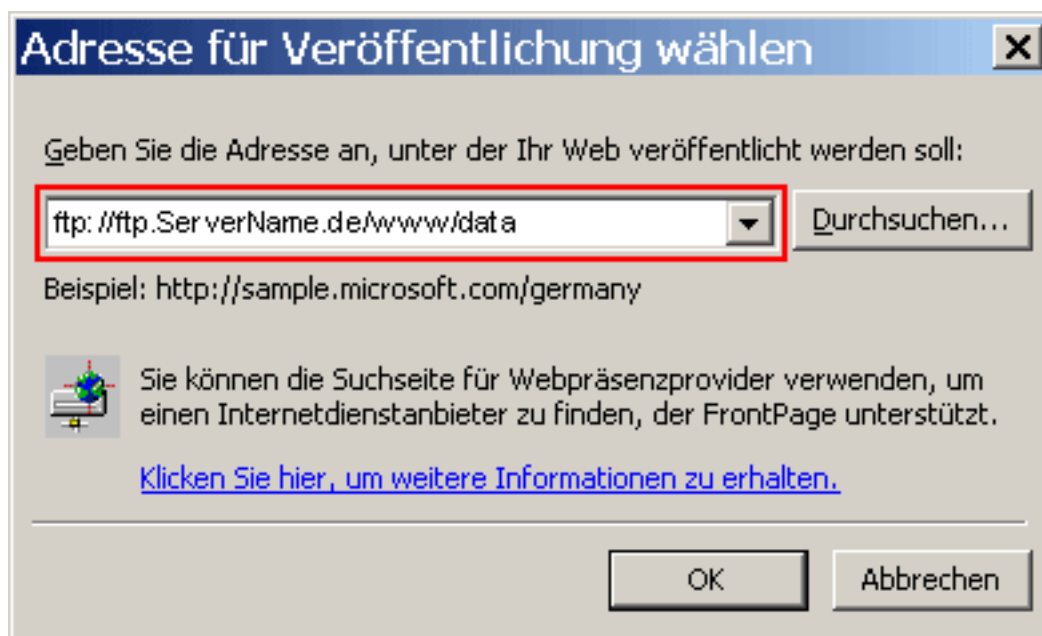 Adresse für Veröffentlichung wählen
Geben Sie die Adresse an, unter der Ihr Web veröffentlicht werden soll:
ftp://ftp.ServerName.de/www/data
Durchsuchen...
Beispiel: http://sample.microsoft.com/germany
Sie können die Suchseite für Webpräsenzprovider verwenden, um
einen Internetdienstanbieter zu finden, der FrontPage unterstützt.
Klicken Sie hier, um weitere Informationen zu erhalten.
OK
Abbrechen